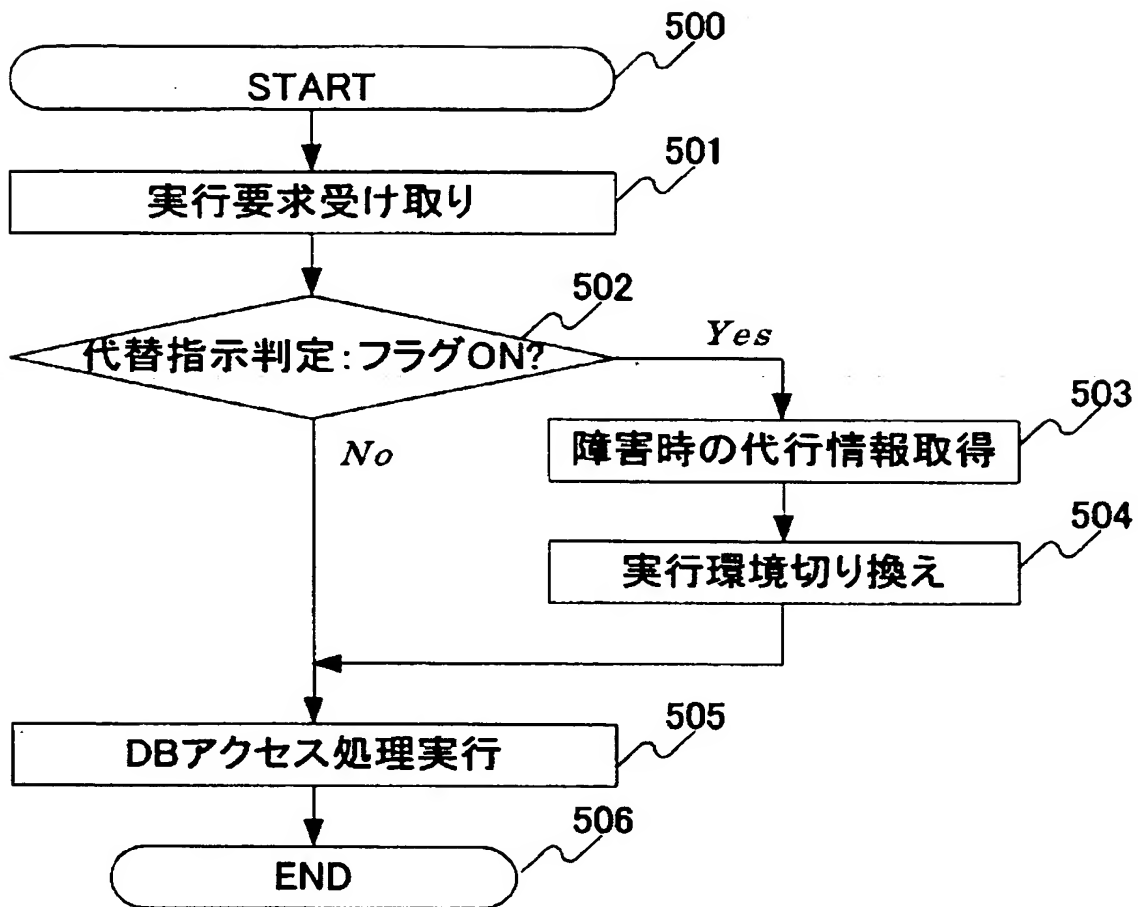 500
START
501
実行要求受け取り
502
代替指示判定:フラグON?
Yes
No
503
障害時の代行情報取得
504
実行環境切り換え
505
DBアクセス処理実行
506
END